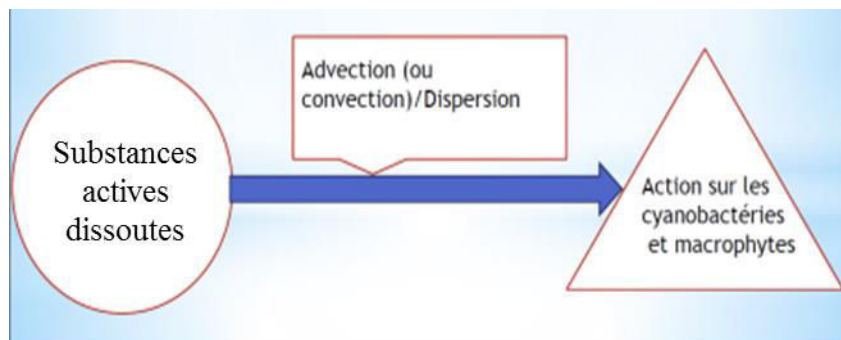 Substances
actives
dissoutes
Advection (ou
convection)/Dispersion
Action sur les
cyanobactéries
et macrophytes